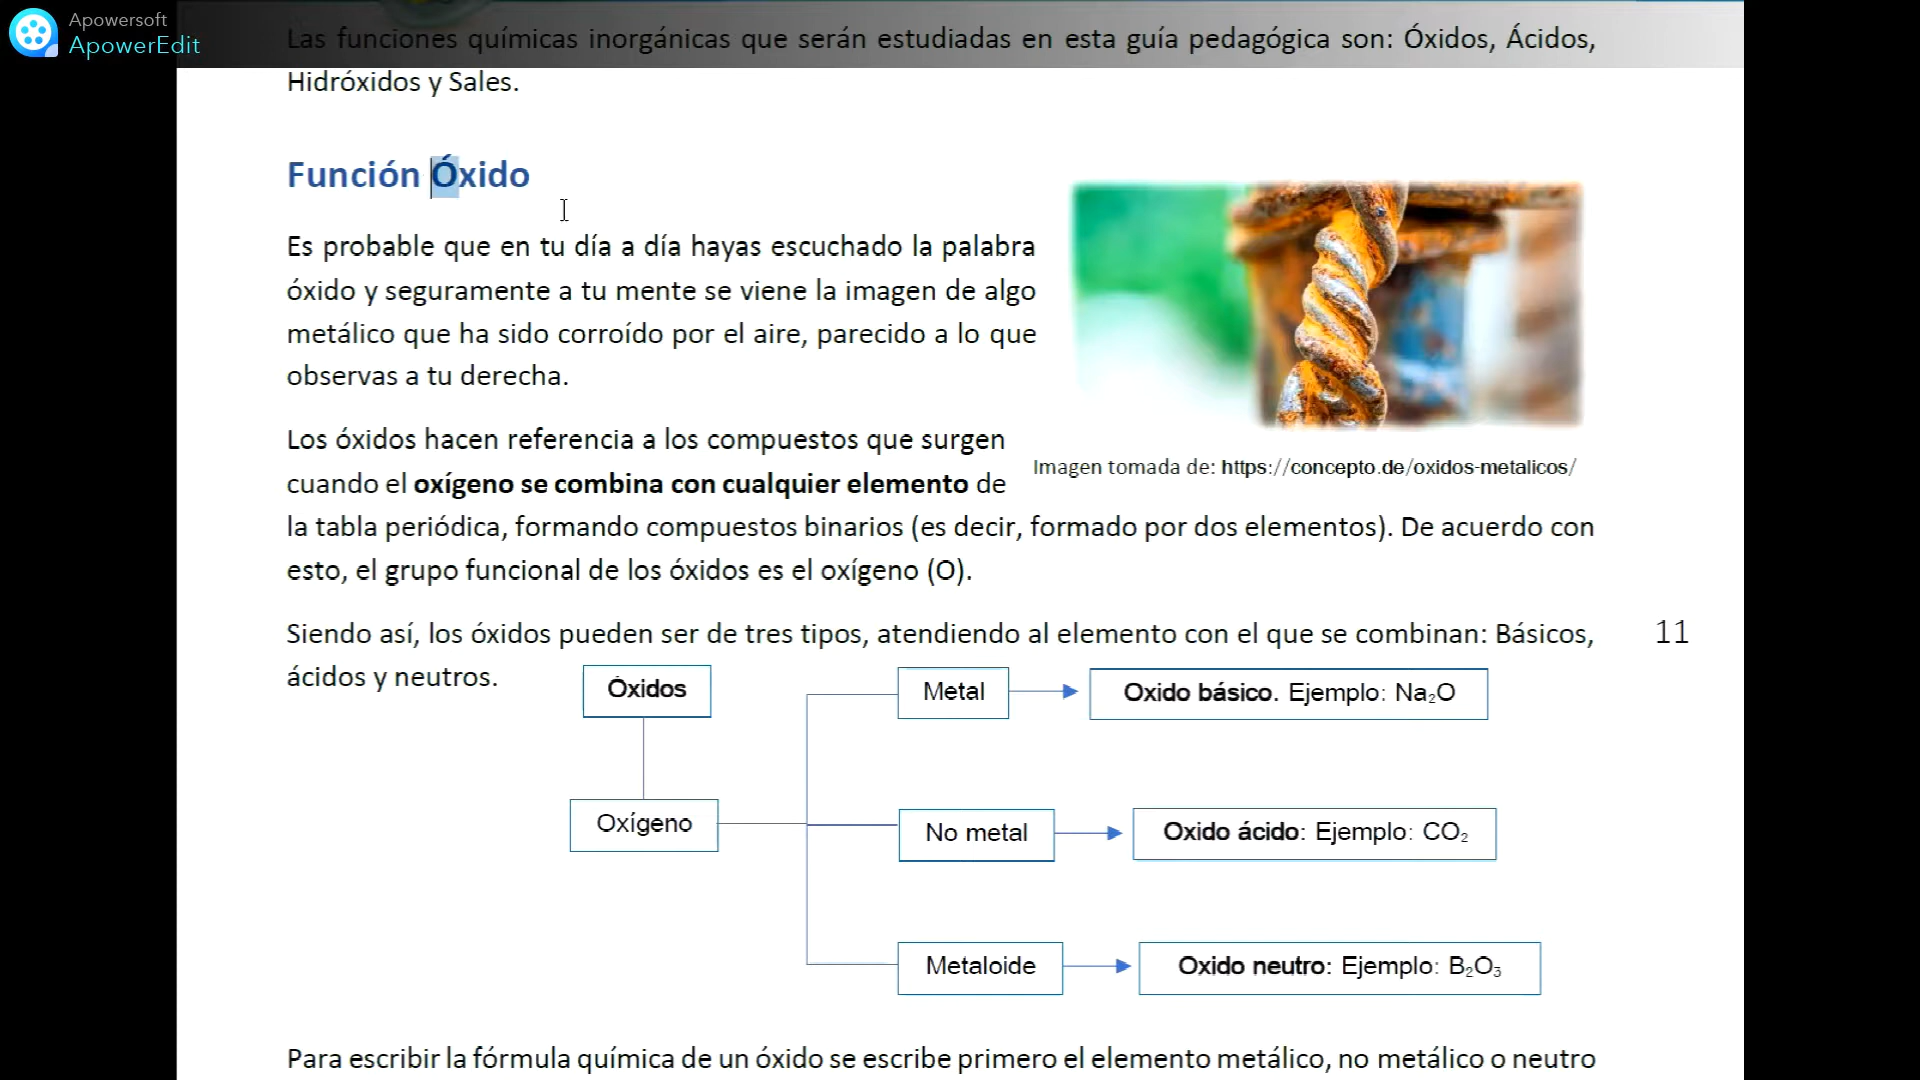 Apowersoft
ApowerEdit
Las funciones químicas inorgánicas que serán estudiadas en esta guía pedagógica son: Óxidos, Ácidos,
Hidróxidos y Sales.
Función Óxido
Es probable que en tu día a día hayas escuchado la palabra
óxido y seguramente a tu mente se viene la imagen de algo
metálico que ha sido corroído por el aire, parecido a lo que
observas a tu derecha.
Imagen tomada de: https://concepto.de/oxidos-metalicos/
Los óxidos hacen referencia a los compuestos que surgen
cuando el oxígeno se combina con cualquier elemento de
la tabla periódica, formando compuestos binarios (es decir, formado por dos elementos). De acuerdo con
esto, el grupo funcional de los óxidos es el oxígeno (O).
Siendo así, los óxidos pueden ser de tres tipos, atendiendo al elemento con el que se combinan: Básicos,
ácidos y neutros.
11
Óxidos
Oxígeno
Metal
Oxido básico. Ejemplo: Na₂O
No metal
Oxido ácido: Ejemplo: CO₂
Metaloide
Oxido neutro: Ejemplo: B₂O₃
Para escribir la fórmula química de un óxido se escribe primero el elemento metálico, no metálico o neutro